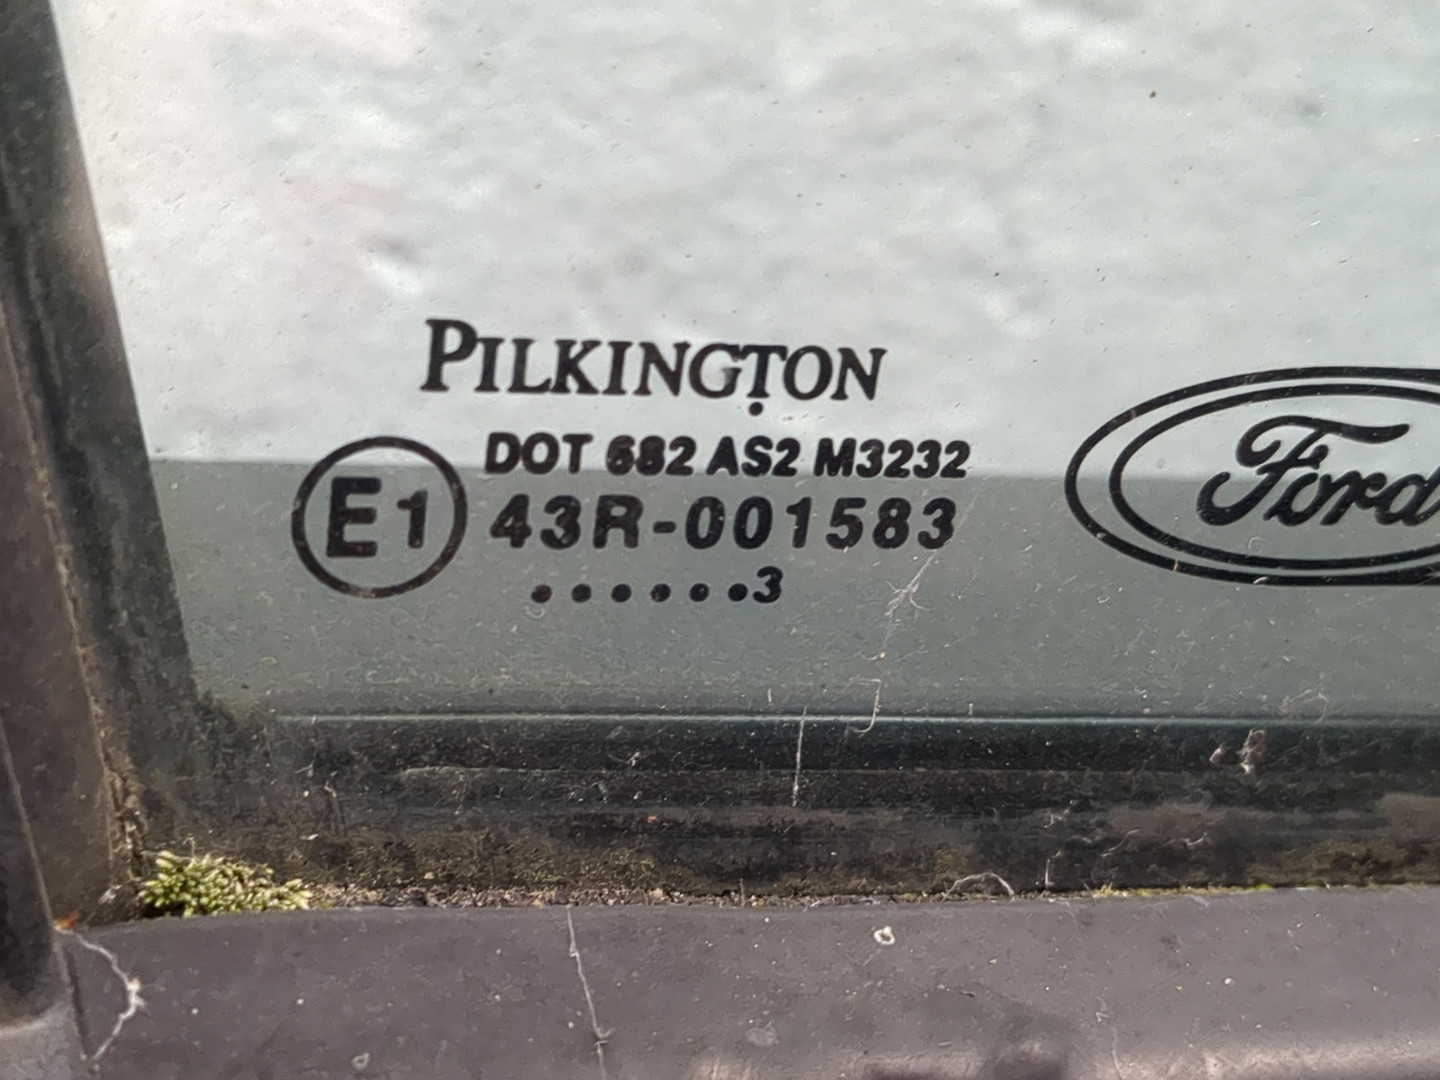 PILKINGTON
DOT 682 AS2 M3232
E1 43R-001583
......3
Ford